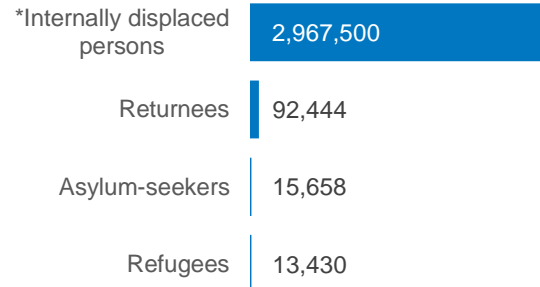 *Internally displaced
persons
2,967,500
Returnees
92,444
Asylum-seekers
15,658
Refugees
13,430